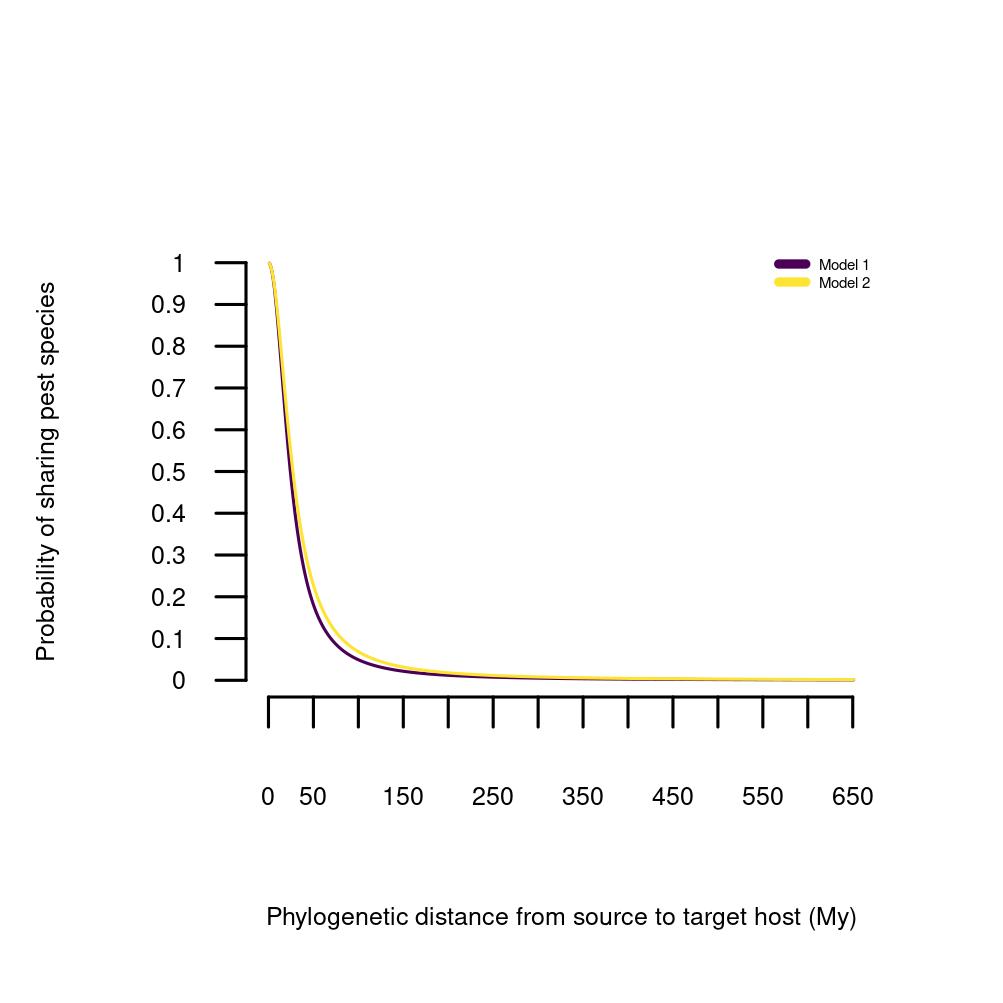 Probability of sharing pest species
1
0.9
0.8
0.7
0.6
0.5
0.4
0.3
0.2
0.1
0
Model 1
Model 2
0 50 150 250 350 450 550 650
Phylogenetic distance from source to target host (My)